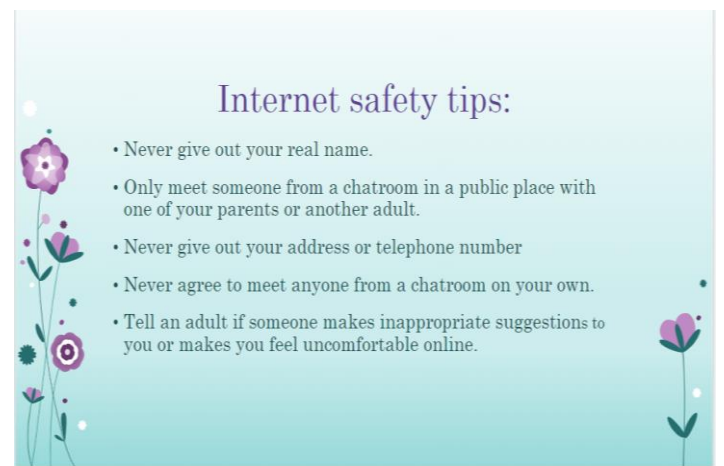 Internet safety tips:
• Never give out your real name.
• Only meet someone from a chatroom in a public place with
one of your parents or another adult.
• Never give out your address or telephone number
• Never agree to meet anyone from a chatroom on your own.
• Tell an adult if someone makes inappropriate suggestions to
you or makes you feel uncomfortable online.